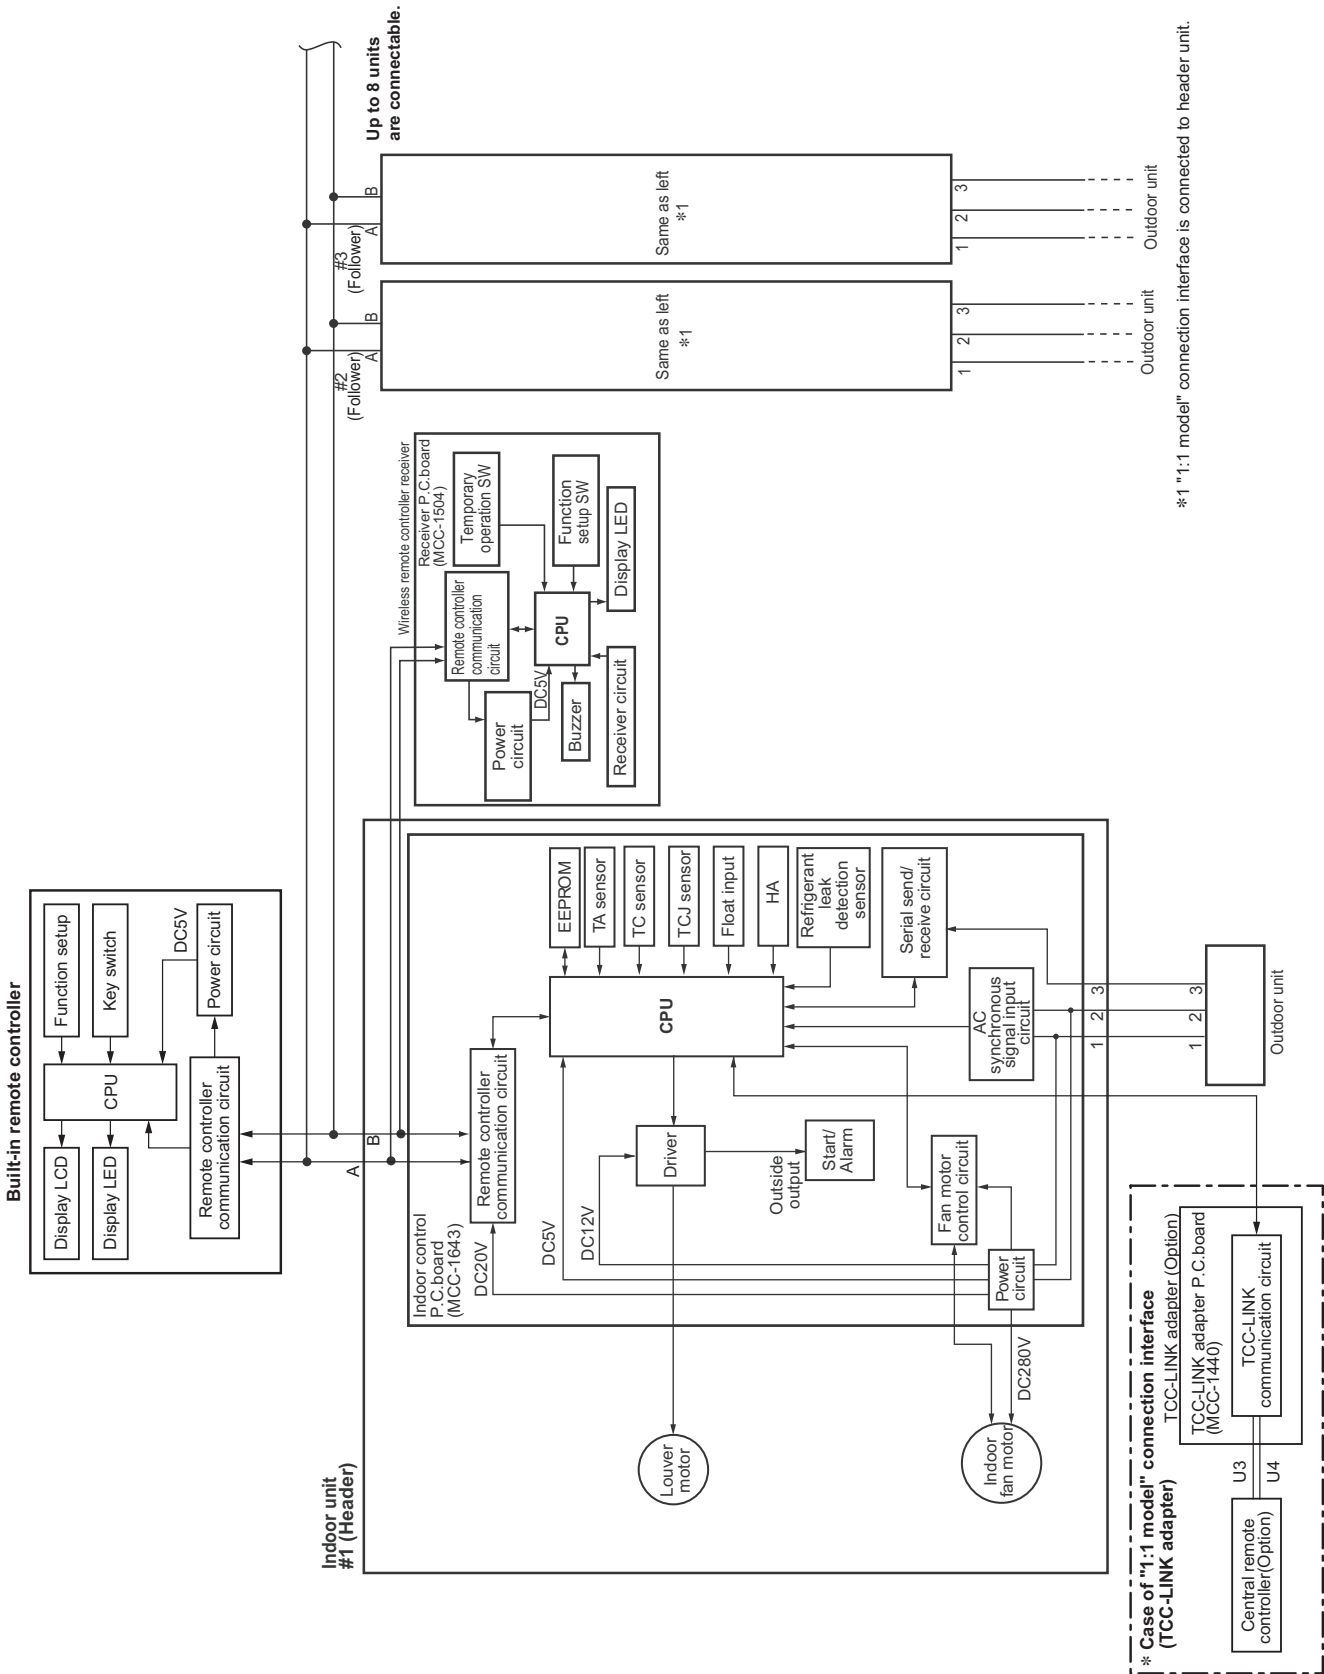 Built-in remote controller
Display LCD
Display LED
CPU
Function setup
Key switch
DC5V
Remote controller
communication circuit
Power circuit
Up to 8 units
are connectable.
Indoor unit
#1 (Header)
A
B
Indoor control
P.C.board
(MCC-1643)
DC20V
Remote controller
communication circuit
DC5V
DC12V
Driver
Outside
output
Start/
Alarm
CPU
EEPROM
TA sensor
TC sensor
TCJ sensor
Float input
HA
Refrigerant
leak
detection
sensor
Serial send/
receive circuit
AC
synchronous
signal input
circuit
Fan motor
control circuit
Power
circuit
DC280V
Louver
motor
Indoor
fan motor
1
2
3
1
2
3
Outdoor unit
Wireless remote controller receiver
Receiver P.C.board
(MCC-1504)
Remote controller
communication
circuit
Temporary
operation SW
Power
circuit
DC5V
CPU
Function
setup SW
Buzzer
Display LED
Receiver circuit
#2
(Follower)
A
B
Same as left
*1
1
2
3
Outdoor unit
#3
(Follower)
A
B
Same as left
*1
1
2
3
Outdoor unit
*1 "1:1 model" connection interface is connected to header unit.
* Case of "1:1 model" connection interface
(TCC-LINK adapter)
TCC-LINK adapter (Option)
TCC-LINK adapter P.C.board
(MCC-1440)
TCC-LINK
communication circuit
U3
U4
Central remote
controller(Option)